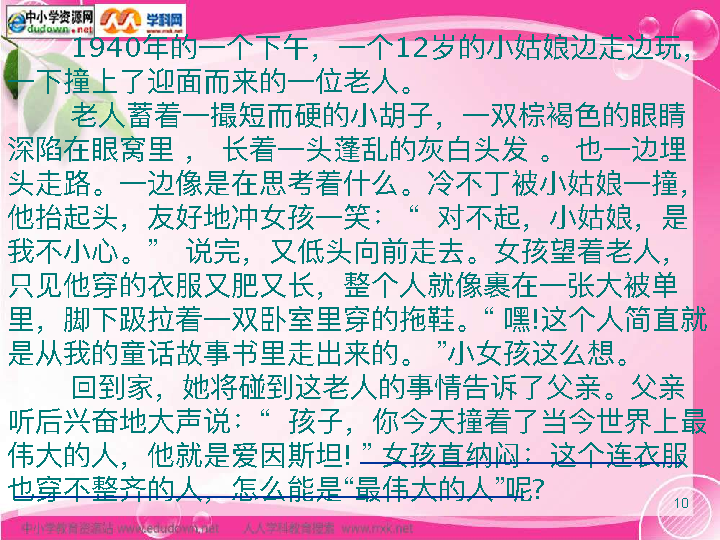 中小学资源网
dudown.net
学科网
www.nxk.net
1940年的一个下午，一个12岁的小姑娘边走边玩，
一下撞上了迎面而来的一位老人。
老人蓄着一撮短而硬的小胡子，一双棕褐色的眼睛
深陷在眼窝里 ， 长着一头蓬乱的灰白头发 。 也一边埋
头走路。一边像是在思考着什么。冷不丁被小姑娘一撞，
他抬起头，友好地冲女孩一笑：“ 对不起，小姑娘，是
我不小心。” 说完，又低头向前走去。女孩望着老人，
只见他穿的衣服又肥又长，整个人就像裹在一张大被单
里，脚下趿拉着一双卧室里穿的拖鞋。“ 嘿!这个人简直就
是从我的童话故事书里走出来的。 ”小女孩这么想。
回到家，她将碰到这老人的事情告诉了父亲。父亲
听后兴奋地大声说：“ 孩子，你今天撞着了当今世界上最
伟大的人，他就是爱因斯坦! ” 女孩直纳闷：这个连衣服
也穿不整齐的人，怎么能是“最伟大的人”呢?
10
中小学教育资源站 www.edudown.net 人人学科教育搜索 www.nxk.net